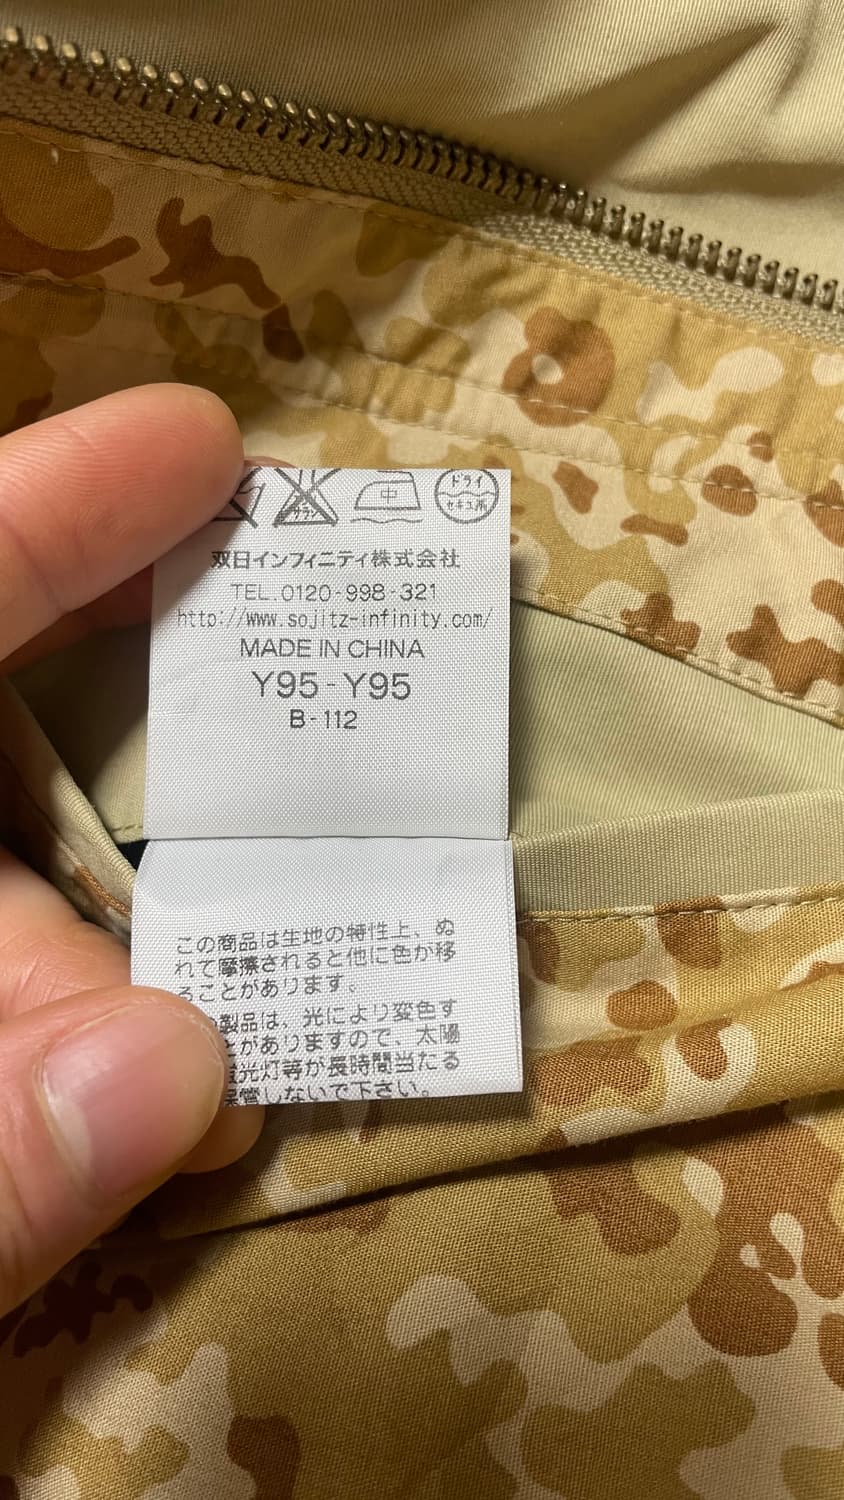 サラシ
中
ドライ
セキユ系
双日インフィニティ株式会社
TEL.0120-998-321
http://www.sojitz-infinity.com/
MADE IN CHINA
Y95-Y95
B-112
この商品は生地の特性上、ぬ
れて摩擦されると他に色が移
ることがあります。
製品は、光により変色す
とがありますので、太陽
光灯等が長時間当たる
保管しないで下さい。